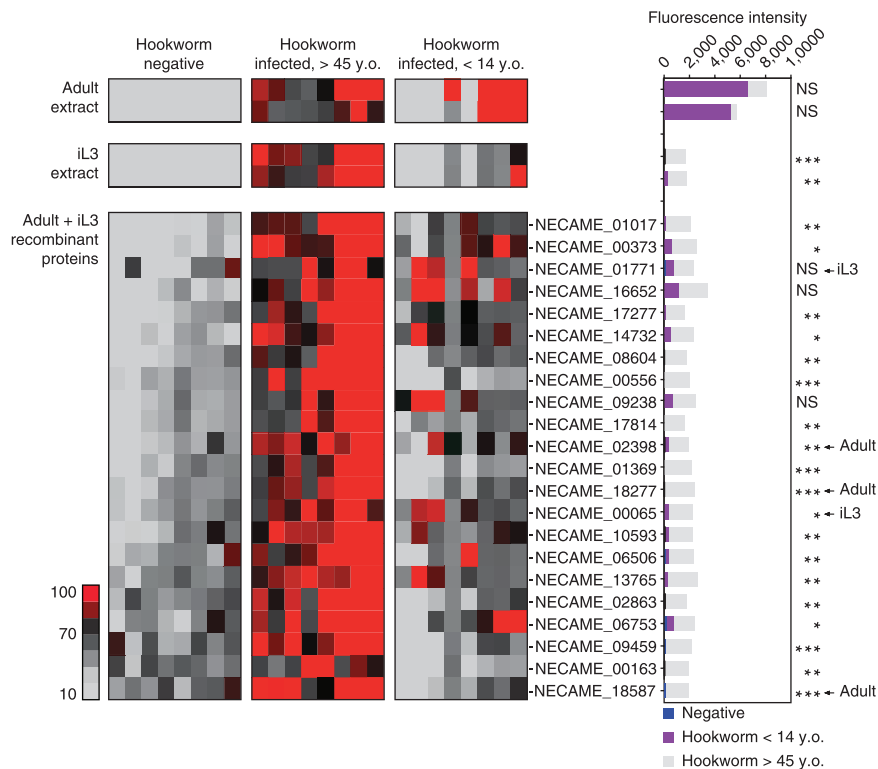 Fluorescence intensity
0
2,000
4,000
6,000
8,000
1,0000
Hookworm
negative
Hookworm
infected, > 45 y.o.
Hookworm
infected, < 14 y.o.
Adult
extract
NS
NS
iL3
extract
***
**
Adult + iL3
recombinant
proteins
NECAME_01017 **
NECAME_00373 *
NECAME_01771 NS iL3
NECAME_16652 NS
NECAME_17277 **
NECAME_14732 *
NECAME_08604 **
NECAME_00556 ***
NECAME_09238 NS
NECAME_17814 **
NECAME_02398 ** Adult
NECAME_01369 ***
NECAME_18277 *** Adult
NECAME_00065 * iL3
NECAME_10593 **
NECAME_06506 **
NECAME_13765 **
NECAME_02863 **
NECAME_06753 *
NECAME_09459 ***
NECAME_00163 **
NECAME_18587 *** Adult
100
70
10
Negative
Hookworm < 14 y.o.
Hookworm > 45 y.o.